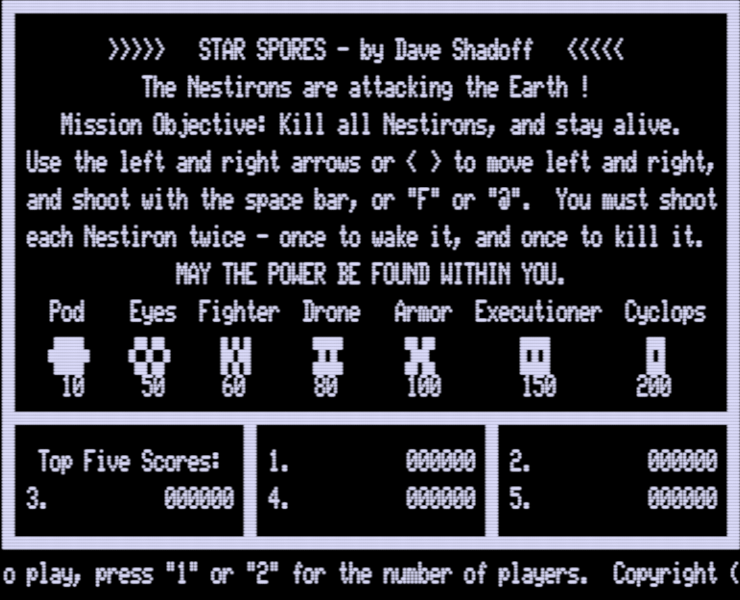 >>>>> STAR SPORES - by Dave Shadoff <<<<<
The Nestirons are attacking the Earth !
Mission Objective: Kill all Nestirons, and stay alive.
Use the left and right arrows or < > to move left and right,
and shoot with the space bar, or "F" or "@". You must shoot
each Nestiron twice - once to wake it, and once to kill it.
MAY THE POWER BE FOUND WITHIN YOU.
Pod Eyes Fighter Drone Armor Executioner Cyclops
10 50 60 80 100 150 200
Top Five Scores: 1. 000000 2. 000000
3. 000000 4. 000000 5. 000000
o play, press "1" or "2" for the number of players. Copyright (